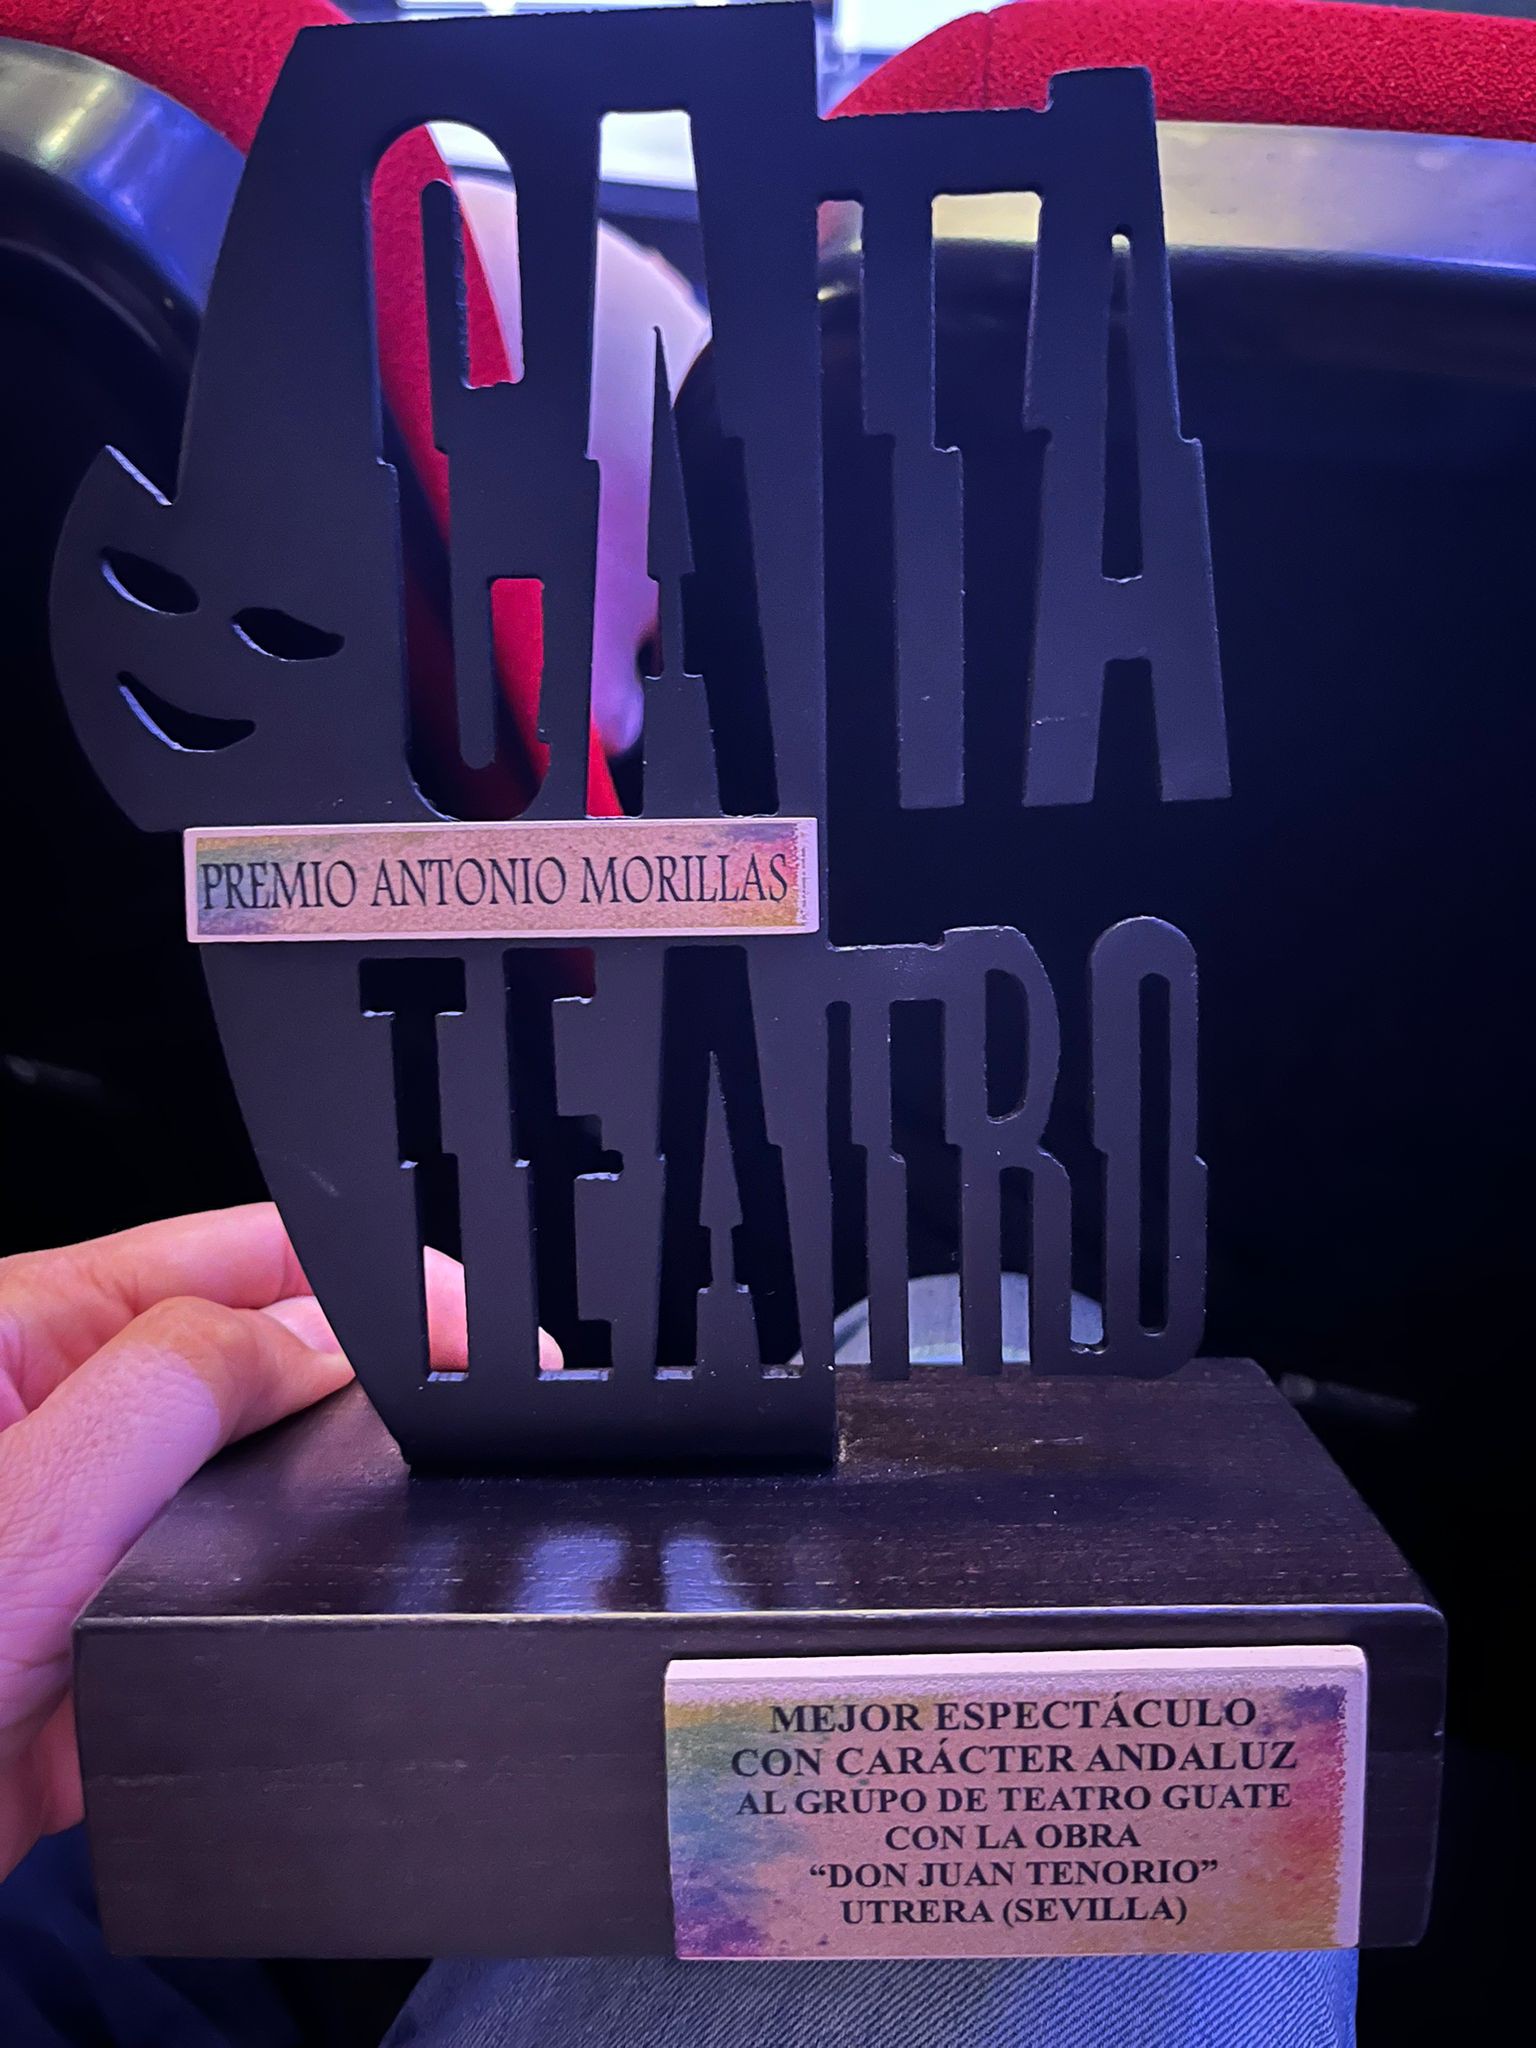 CATA
PREMIO ANTONIO MORILLAS
TEATRO
MEJOR ESPECTÁCULO
CON CARÁCTER ANDALUZ
AL GRUPO DE TEATRO GUATE
CON LA OBRA
“DON JUAN TENORIO”
UTRERA (SEVILLA)